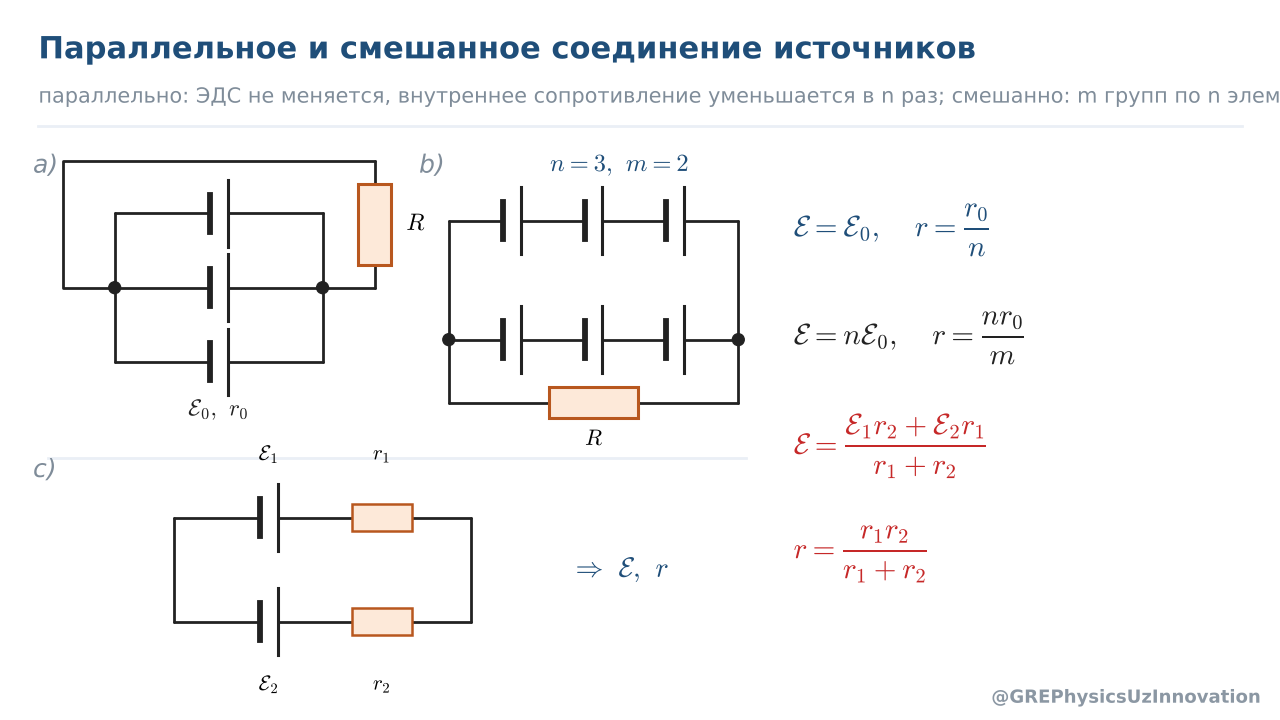 Параллельное и смешанное соединение источников
параллельно: ЭДС не меняется, внутреннее сопротивление уменьшается в n раз; смешанно: m групп по n элем
a)
R
ℰ₀, r₀
b)
n = 3, m = 2
R
c)
ℰ₁ r₁
ℰ₂ r₂
⇒ ℰ, r
ℰ = ℰ₀, r = r₀/n
ℰ = nℰ₀, r = nr₀/m
ℰ = (ℰ₁r₂ + ℰ₂r₁)/(r₁ + r₂)
r = r₁r₂/(r₁ + r₂)
@GREPhysicsUzInnovation